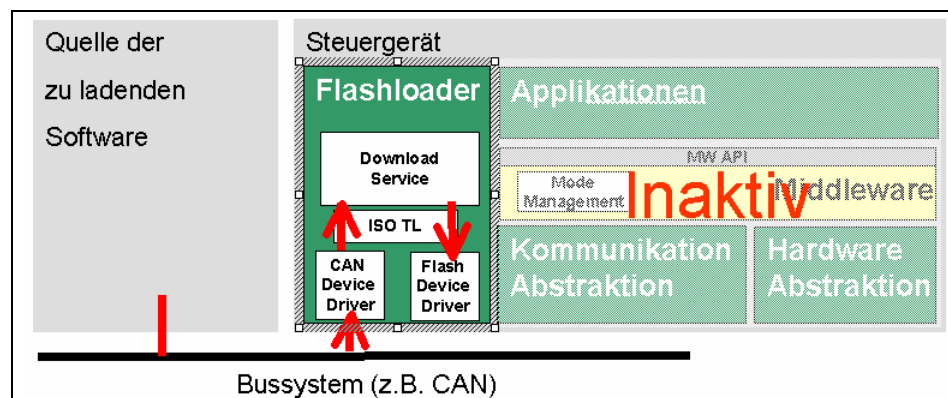 Quelle der
zu ladenden
Software
Steuergerät
Flashloader
Download
Service
ISO TL
CAN
Device
Driver
Flash
Device
Driver
Applikationen
MW API
Mode
Management
Inaktiv
Middleware
Kommunikation
Abstraktion
Hardware
Abstraktion
Bussystem (z.B. CAN)